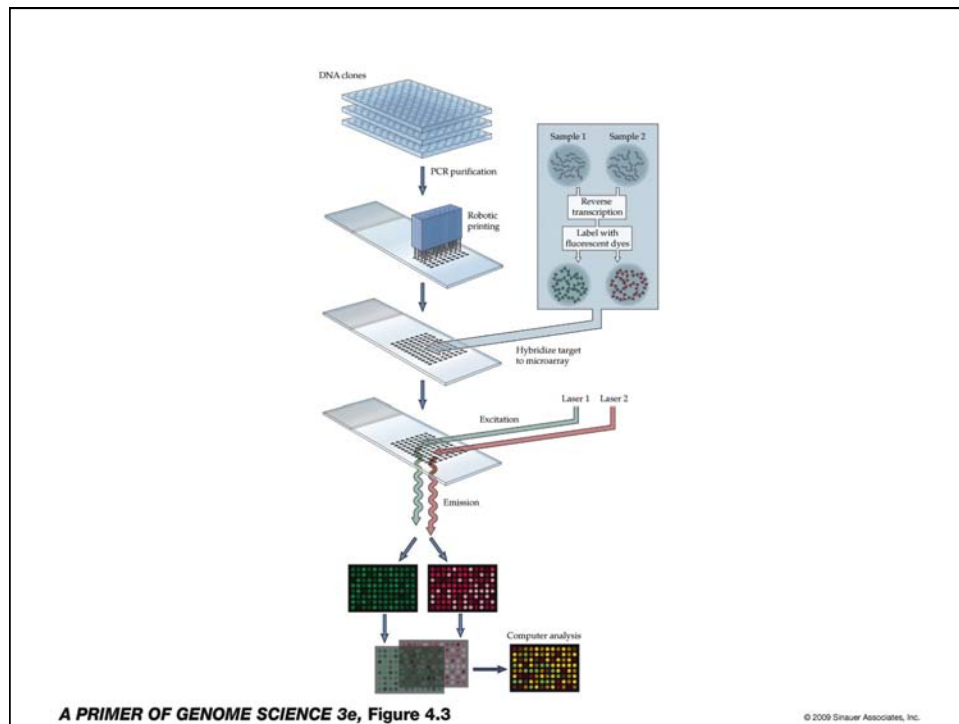 DNA clones
PCR purification
Robotic
printing
Sample 1 Sample 2
Reverse
transcription
Label with
fluorescent dyes
Hybridize target
to microarray
Laser 1 Laser 2
Excitation
Emission
Computer analysis
A PRIMER OF GENOME SCIENCE 3e, Figure 4.3
© 2009 Sinauer Associates, Inc.